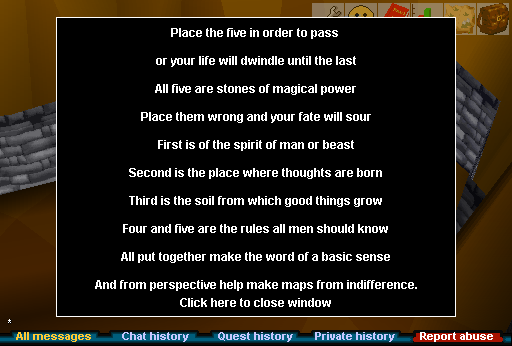 Place the five in order to pass
or your life will dwindle until the last
All five are stones of magical power
Place them wrong and your fate will sour
First is of the spirit of man or beast
Second is the place where thoughts are born
Third is the soil from which good things grow
Four and five are the rules all men should know
All put together make the word of a basic sense
And from perspective help make maps from indifference.
Click here to close window
*
All messages Chat history Quest history Private history Report abuse